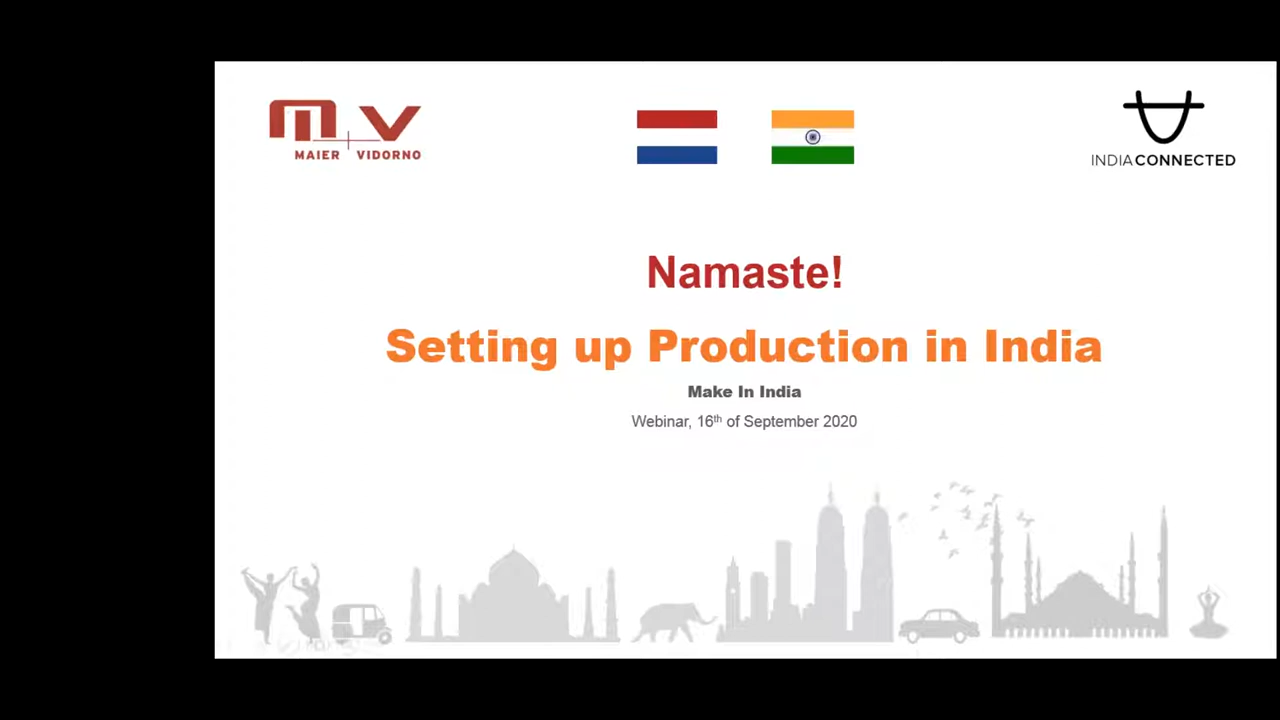 MAIER VIDORNO
INDIA CONNECTED
Namaste!
Setting up Production in India
Make In India
Webinar, 16th of September 2020